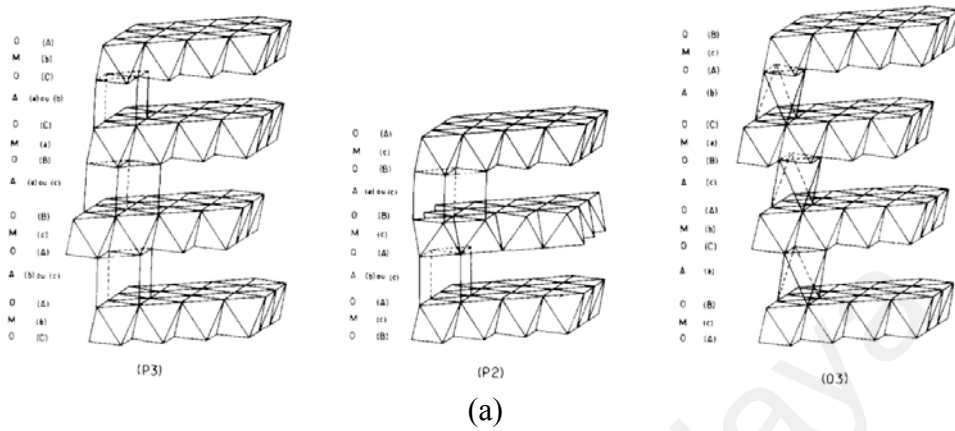 O (A)
M (b)
O (C)
A (a) ou (b)
O (C)
M (a)
O (B)
A (a) ou (c)
O (B)
M (c)
O (A)
A (b) ou (c)
O (A)
M (b)
O (C)
(P3)
O (A)
M (c)
O (B)
A (a) ou (c)
O (B)
M (c)
O (A)
A (b) ou (c)
O (A)
M (c)
O (B)
(P2)
O (B)
M (c)
O (A)
A (b)
O (C)
M (a)
O (B)
A (c)
O (A)
M (b)
O (C)
A (a)
O (B)
M (c)
O (A)
(O3)
(a)